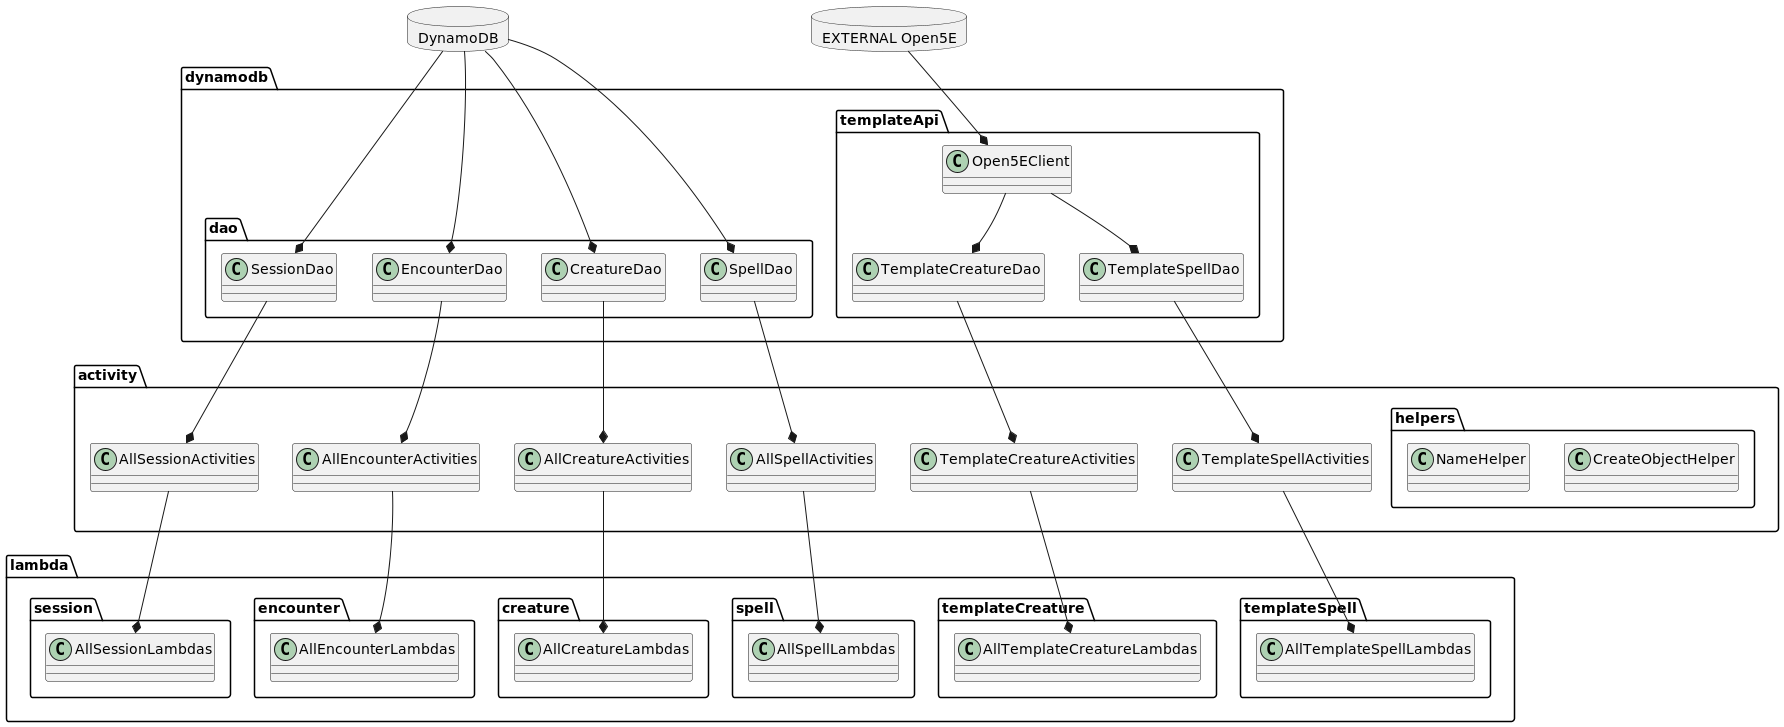 DynamoDB
EXTERNAL Open5E
dynamodb
templateApi
C Open5EClient
dao
C SessionDao
C EncounterDao
C CreatureDao
C SpellDao
C TemplateCreatureDao
C TemplateSpellDao
activity
helpers
C AllSessionActivities
C AllEncounterActivities
C AllCreatureActivities
C AllSpellActivities
C TemplateCreatureActivities
C TemplateSpellActivities
C NameHelper
C CreateObjectHelper
lambda
session
encounter
creature
spell
templateCreature
templateSpell
C AllSessionLambdas
C AllEncounterLambdas
C AllCreatureLambdas
C AllSpellLambdas
C AllTemplateCreatureLambdas
C AllTemplateSpellLambdas